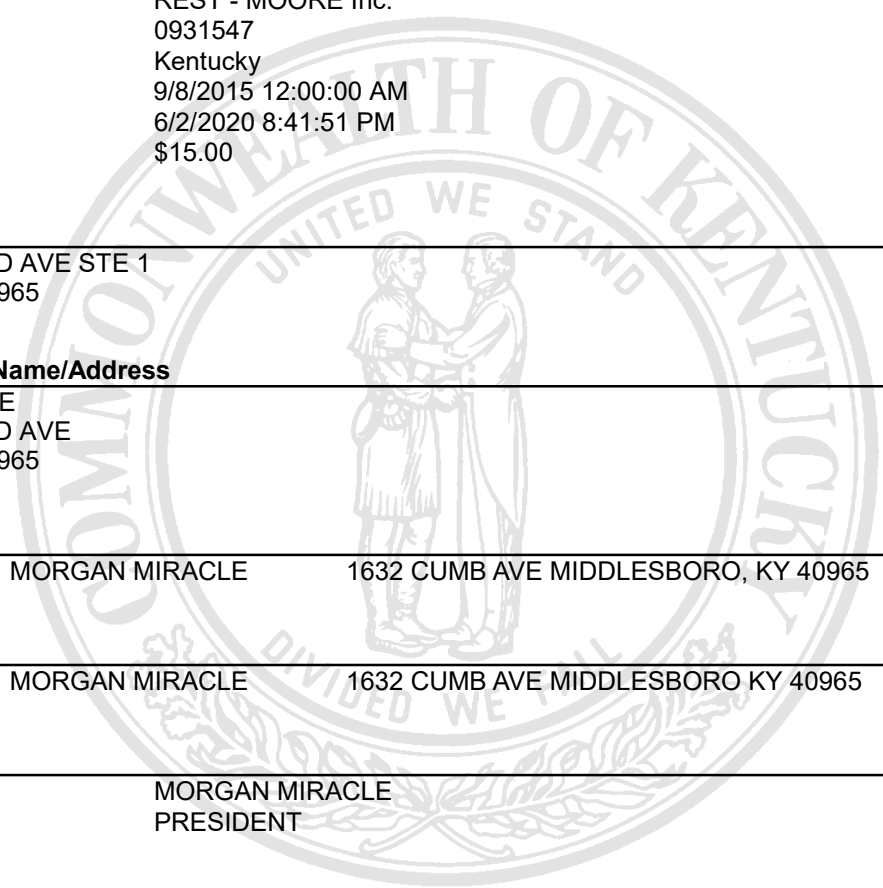 REST - MOORE Inc.
0931547
Kentucky
9/8/2015 12:00:00 AM
6/2/2020 8:41:51 PM
$15.00
D AVE STE 1
965
Name/Address
E
D AVE
965
MORGAN MIRACLE 1632 CUMB AVE MIDDLESBORO, KY 40965
MORGAN MIRACLE 1632 CUMB AVE MIDDLESBORO KY 40965
MORGAN MIRACLE
PRESIDENT
COMMONWEALTH OF KENTUCKY
UNITED WE STAND
DIVIDED WE FALL